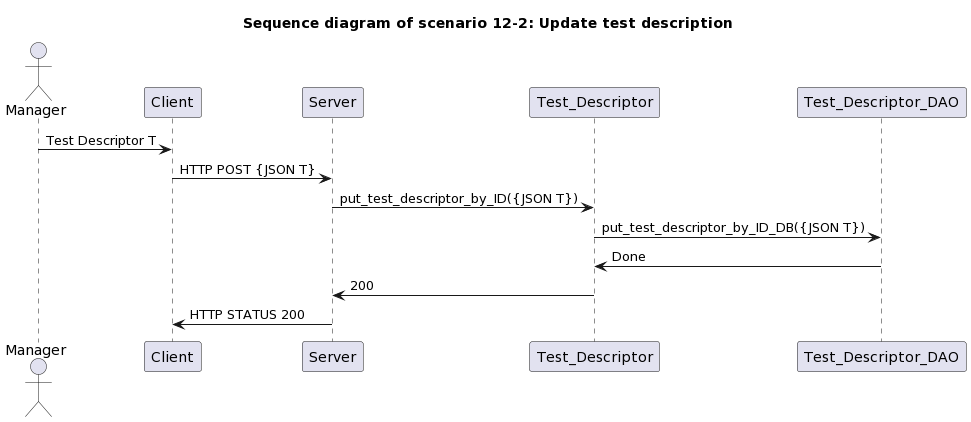 Sequence diagram of scenario 12-2: Update test description
Manager
Client
Server
Test_Descriptor
Test_Descriptor_DAO
Test Descriptor T
HTTP POST {JSON T}
put_test_descriptor_by_ID({JSON T})
put_test_descriptor_by_ID_DB({JSON T})
Done
200
HTTP STATUS 200
Manager
Client
Server
Test_Descriptor
Test_Descriptor_DAO